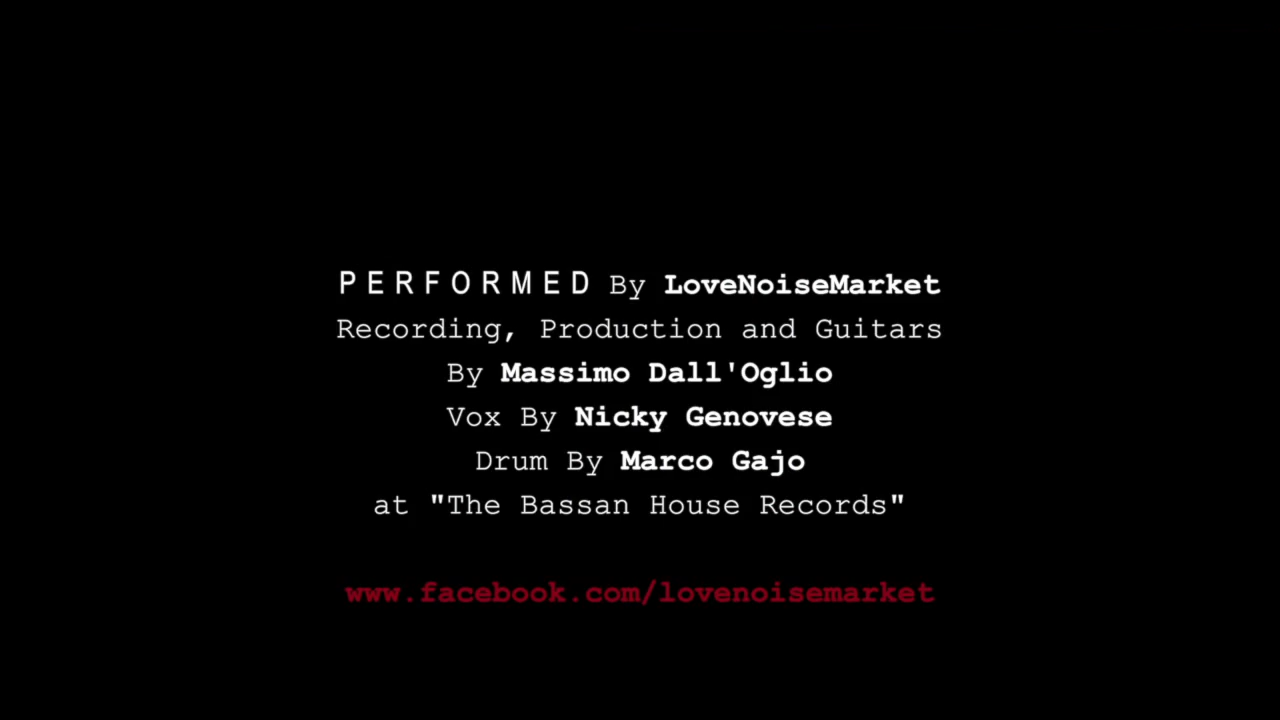 PERFORMED By LoveNoiseMarket
Recording, Production and Guitars
By Massimo Dall'Oglio
Vox By Nicky Genovese
Drum By Marco Gajo
at "The Bassan House Records"
www.facebook.com/lovenoisemarket